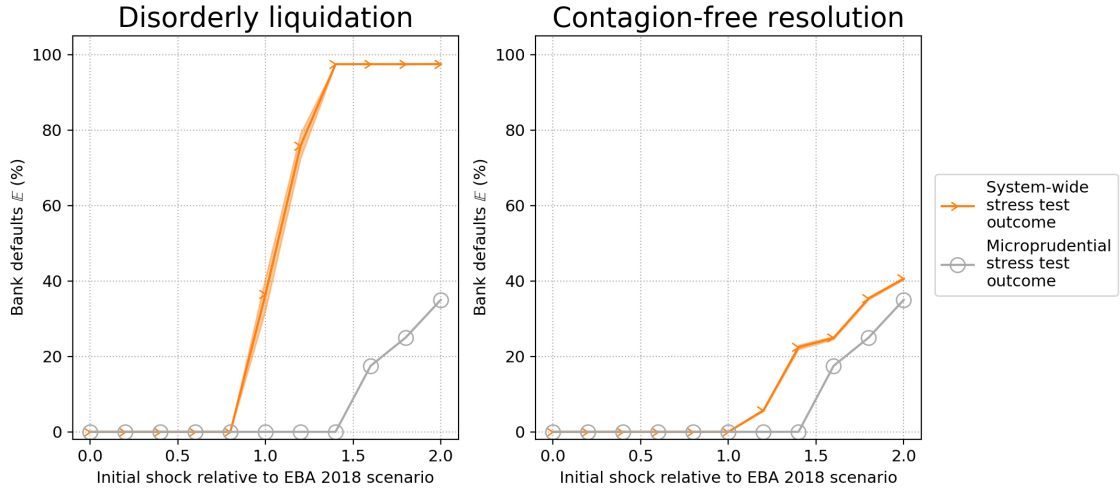 Disorderly liquidation
100
80
60
40
20
0
Bank defaults 𝔼 (%)
0.0 0.5 1.0 1.5 2.0
Initial shock relative to EBA 2018 scenario
Contagion-free resolution
100
80
60
40
20
0
Bank defaults 𝔼 (%)
0.0 0.5 1.0 1.5 2.0
Initial shock relative to EBA 2018 scenario
System-wide
stress test
outcome
Microprudential
stress test
outcome